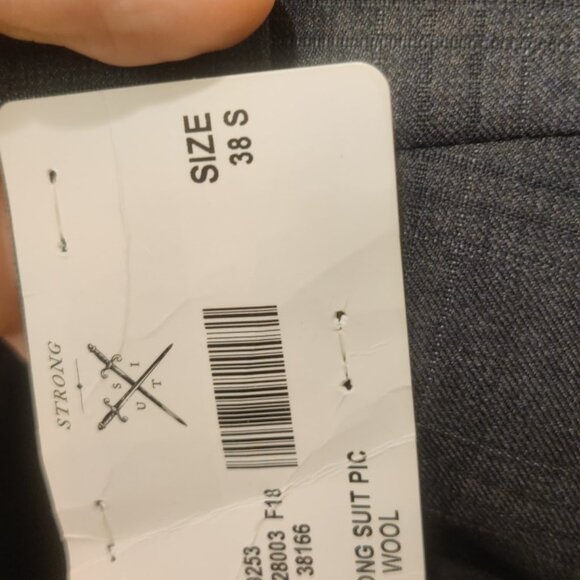 STRONG
S U I T
SIZE
38 S
0253
28003 F18
38166
ONG SUIT PIC
WOOL